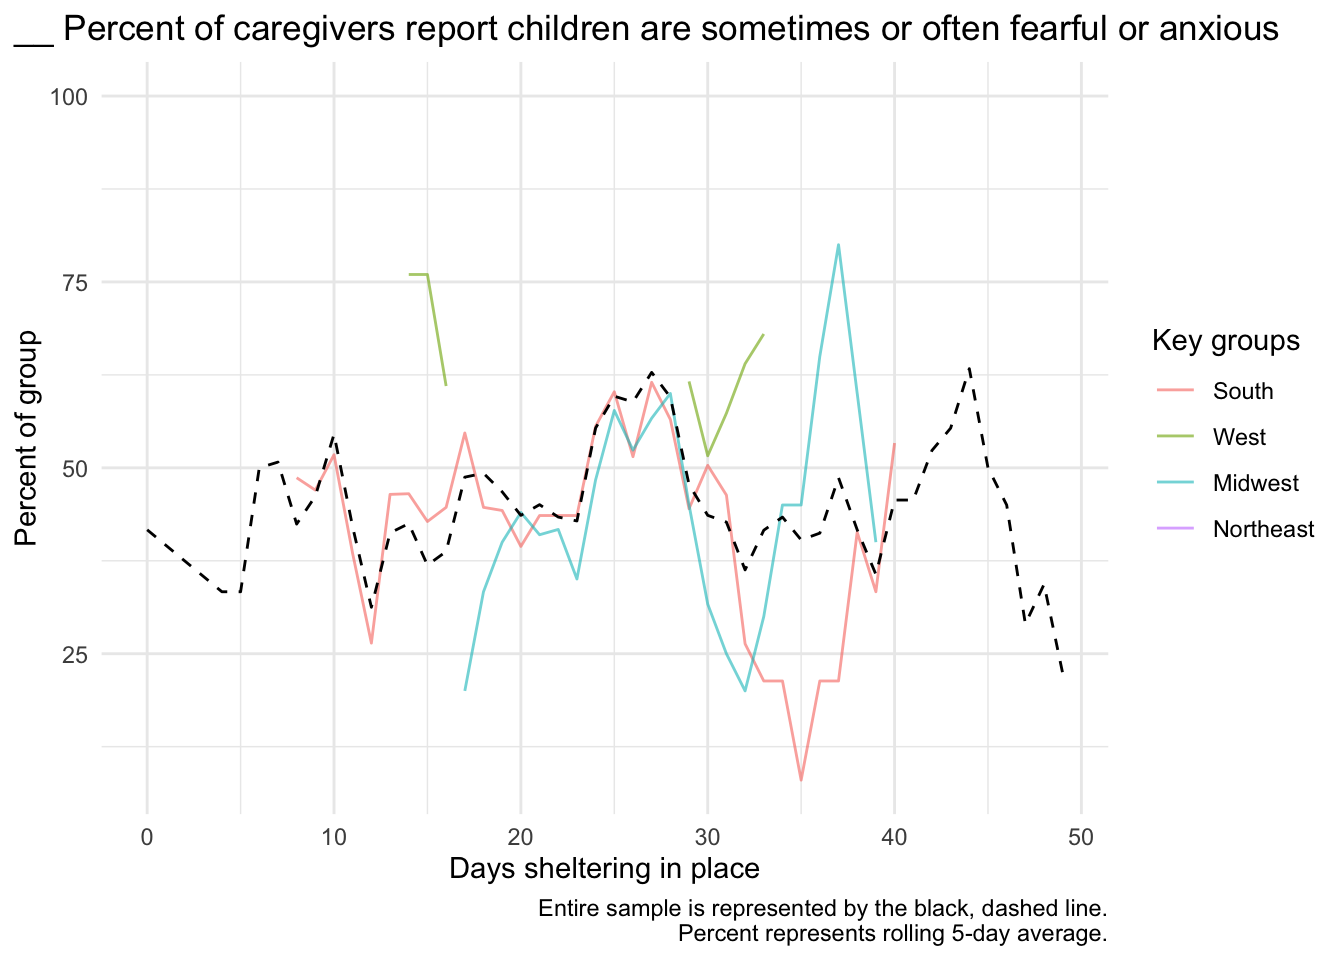 __ Percent of caregivers report children are sometimes or often fearful or anxious
Percent of group
100
75
50
25
0 10 20 30 40 50
Days sheltering in place
Key groups
South
West
Midwest
Northeast
Entire sample is represented by the black, dashed line.
Percent represents rolling 5-day average.